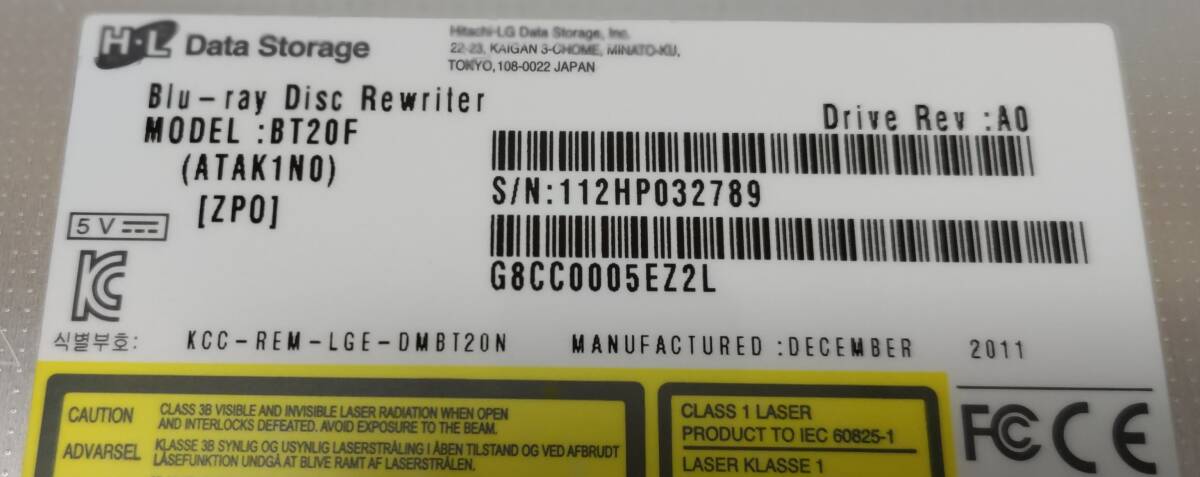 H·L Data Storage
Hitachi-LG Data Storage, Inc.
22-23, KAIGAN 3-CHOME, MINATO-KU,
TOKYO, 108-0022 JAPAN
Blu-ray Disc Rewriter
Drive Rev :A0
MODEL :BT20F
(ATAK1N0)
S/N:112HP032789
[ZP0]
5 V
G8CC0005EZ2L
KC
식별부호: KCC-REM-LGE-DMBT20N MANUFACTURED :DECEMBER 2011
CAUTION CLASS 3B VISIBLE AND INVISIBLE LASER RADIATION WHEN OPEN
AND INTERLOCKS DEFEATED. AVOID EXPOSURE TO THE BEAM.
ADVARSEL KLASSE 3B SYNLIG OG USYNLIG LASERSTRÅLING I ÅBEN TILSTAND OG VED AFBRUDT
LÅSEFUNKTION UNDGÅ AT BLIVE RAMT AF LASERSTRÅLEN.
CLASS 1 LASER
PRODUCT TO IEC 60825-1
LASER KLASSE 1
FC CE